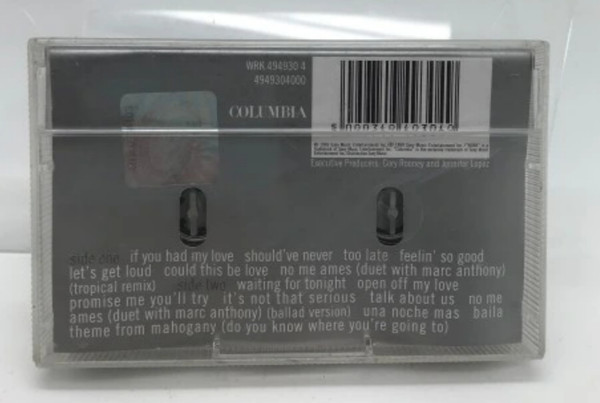 WRK 494930 4
4949304000
COLUMBIA
Executive Producers: Cory Rooney and Jennifer Lopez
side one if you had my love should've never too late feelin' so good
let's get loud could this be love no me ames (duet with marc anthony)
(tropical remix) side two waiting for tonight open off my love
promise me you'll try it's not that serious talk about us no me
ames (duet with marc anthony) (ballad version) una noche mas baila
theme from mahogany (do you know where you're going to)